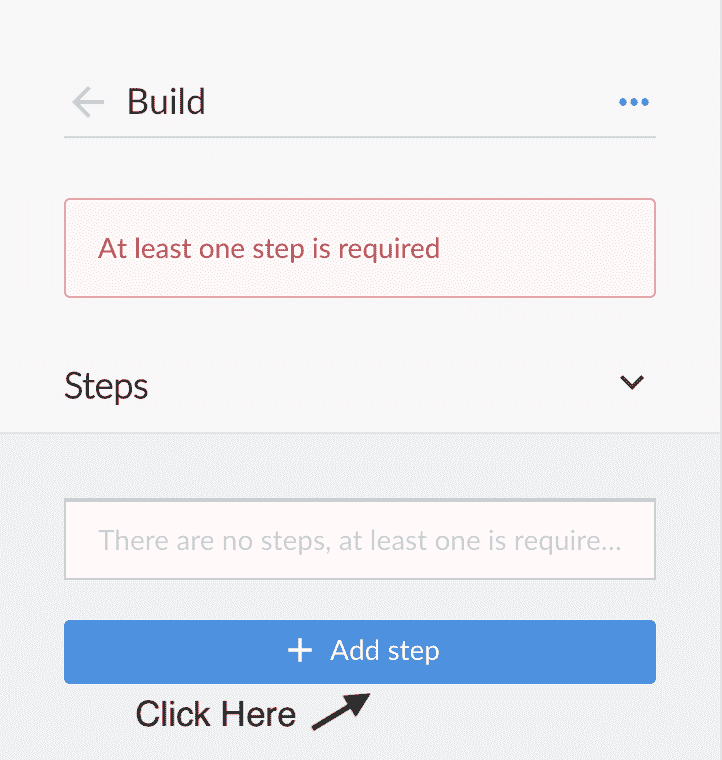 Build
At least one step is required
Steps
There are no steps, at least one is require...
+ Add step
Click Here